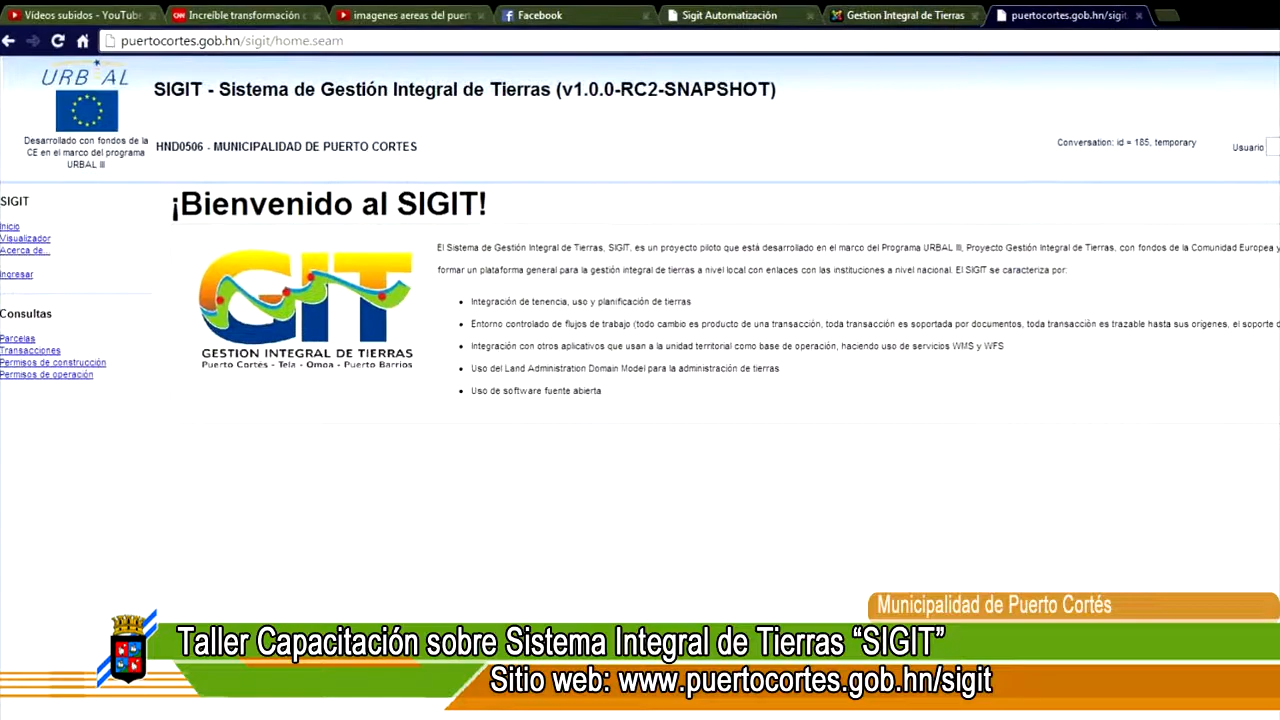 Vídeos subidos - YouTube
Increíble transformación d
imagenes aereas del puert
Facebook
Sigit Automatización
Gestion Integral de Tierras
puertocortes.gob.hn/sigit
puertocortes.gob.hn/sigit/home.seam
URB-AL
SIGIT - Sistema de Gestión Integral de Tierras (v1.0.0-RC2-SNAPSHOT)
Desarrollado con fondos de la
CE en el marco del programa
URBAL III
HND0506 - MUNICIPALIDAD DE PUERTO CORTES
Conversation: id = 185, temporary
Usuario
SIGIT
Inicio
Visualizador
Acerca de...
Ingresar
Consultas
Parcelas
Transacciones
Permisos de construcción
Permisos de operación
¡Bienvenido al SIGIT!
GIT
GESTION INTEGRAL DE TIERRAS
Puerto Cortes - Tela - Omoa - Puerto Barrios
El Sistema de Gestión Integral de Tierras, SIGIT, es un proyecto piloto que está desarrollado en el marco del Programa URBAL III, Proyecto Gestión Integral de Tierras, con fondos de la Comunidad Europea y
formar un plataforma general para la gestión integral de tierras a nivel local con enlaces con las instituciones a nivel nacional. El SIGIT se caracteriza por:
• Integración de tenencia, uso y planificación de tierras
• Entorno controlado de flujos de trabajo (todo cambio es producto de una transacción, toda transacción es soportada por documentos, toda transacción es trazable hasta sus orígenes, el soporte d
• Integración con otros aplicativos que usan a la unidad territorial como base de operación, haciendo uso de servicios WMS y WFS
• Uso del Land Administration Domain Model para la administración de tierras
• Uso de software fuente abierta
Municipalidad de Puerto Cortés
Taller Capacitación sobre Sistema Integral de Tierras “SIGIT”
Sitio web: www.puertocortes.gob.hn/sigit